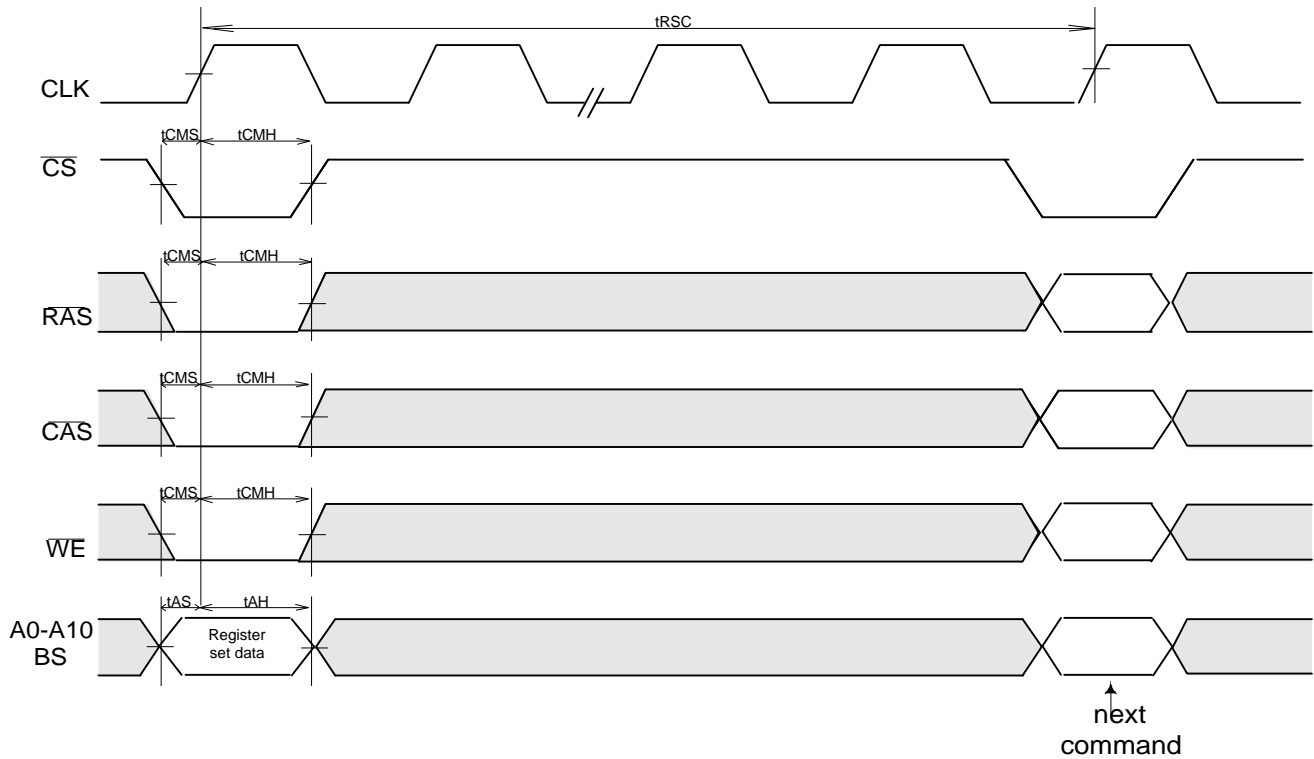 tRSC
CLK
tCMS tCMH
CS
tCMS tCMH
RAS
tCMS tCMH
CAS
tCMS tCMH
WE
tAS tAH
A0-A10
BS
Register
set data
next
command